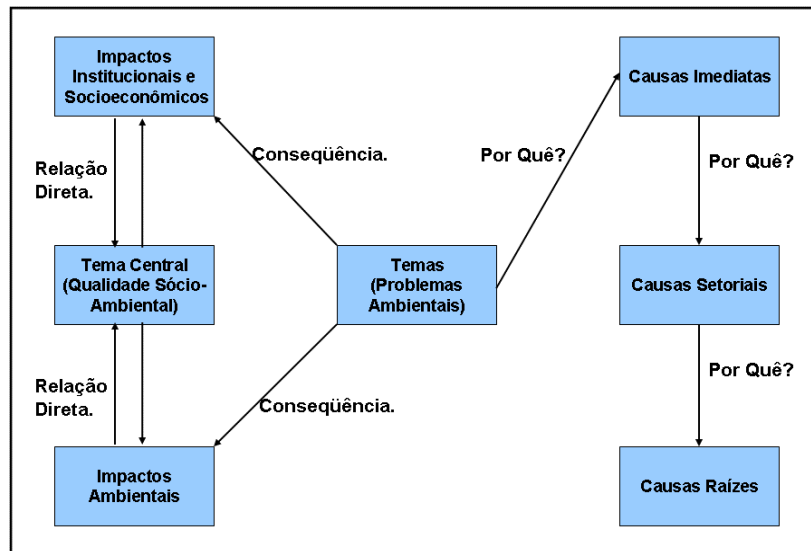 Impactos
Institucionais e
Socioeconômicos
Causas Imediatas
Conseqüência.
Por Quê?
Por Quê?
Relação
Direta.
Tema Central
(Qualidade Sócio-
Ambiental)
Temas
(Problemas
Ambientais)
Causas Setoriais
Relação
Direta.
Conseqüência.
Por Quê?
Impactos
Ambientais
Causas Raízes